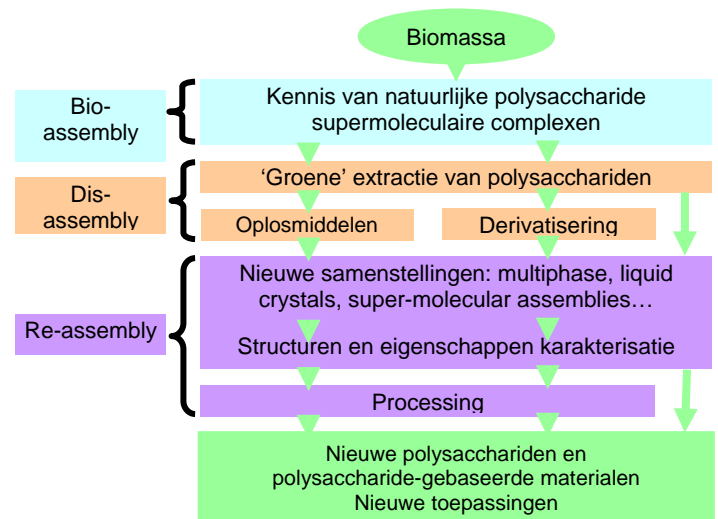 Biomassa
Bio-
assembly
Kennis van natuurlijke polysaccharide
supermoleculaire complexen
Dis-
assembly
‘Groene’ extractie van polysacchariden
Oplosmiddelen
Derivatisering
Re-assembly
Nieuwe samenstellingen: multiphase, liquid
crystals, super-molecular assemblies…
Structuren en eigenschappen karakterisatie
Processing
Nieuwe polysacchariden en
polysaccharide-gebaseerde materialen
Nieuwe toepassingen